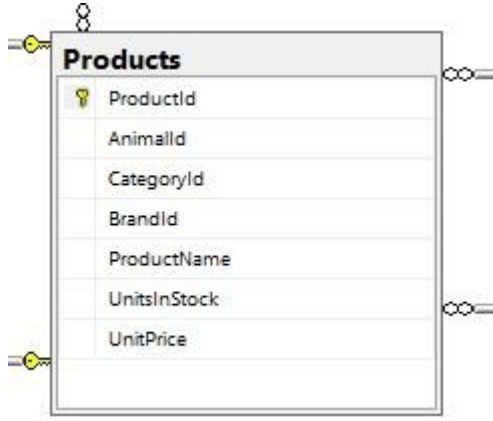 Products
ProductId
AnimalId
CategoryId
BrandId
ProductName
UnitsInStock
UnitPrice